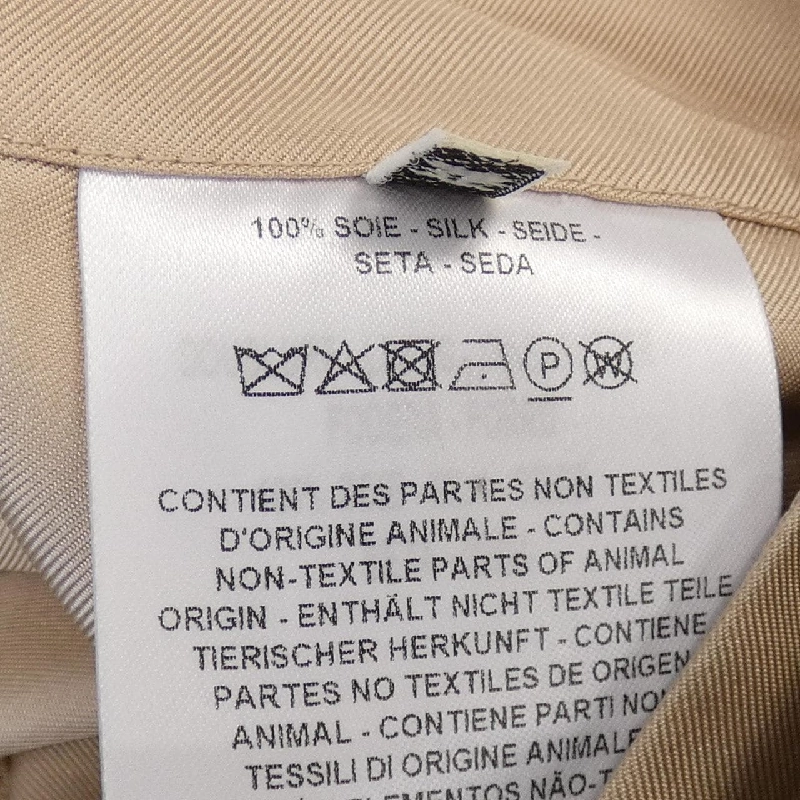 100% SOIE - SILK - SEIDE -
SETA - SEDA
P W
CONTIENT DES PARTIES NON TEXTILES
D'ORIGINE ANIMALE - CONTAINS
NON-TEXTILE PARTS OF ANIMAL
ORIGIN - ENTHÄLT NICHT TEXTILE TEILE
TIERISCHER HERKUNFT - CONTIENE
PARTES NO TEXTILES DE ORIGEN
ANIMAL - CONTIENE PARTI NON
TESSILI DI ORIGINE ANIMALE
NÃO-T